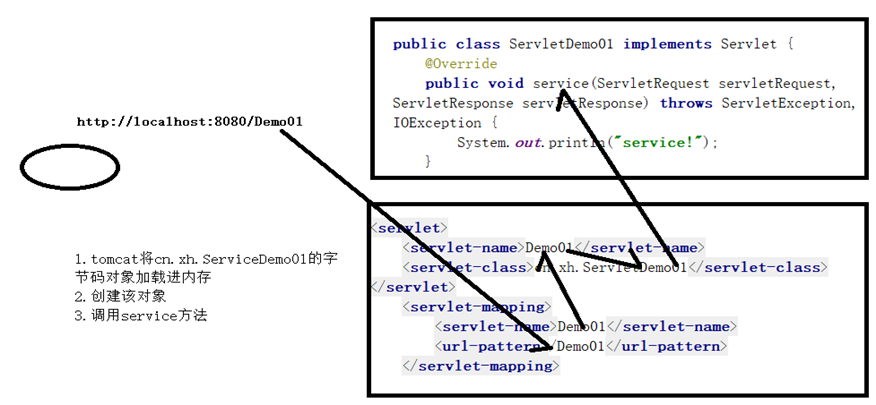 public class ServletDemo01 implements Servlet {
@Override
public void service(ServletRequest servletRequest,
ServletResponse servletResponse) throws ServletException,
IOException {
System.out.println("service!");
}
http://localhost:8080/Demo01
<servlet>
<servlet-name>Demo01</servlet-name>
<servlet-class>cn.xh.ServletDemo01</servlet-class>
</servlet>
<servlet-mapping>
<servlet-name>Demo01</servlet-name>
<url-pattern>/Demo01</url-pattern>
</servlet-mapping>
1.tomcat将cn.xh.ServiceDemo01的字
节码对象加载进内存
2.创建该对象
3.调用service方法